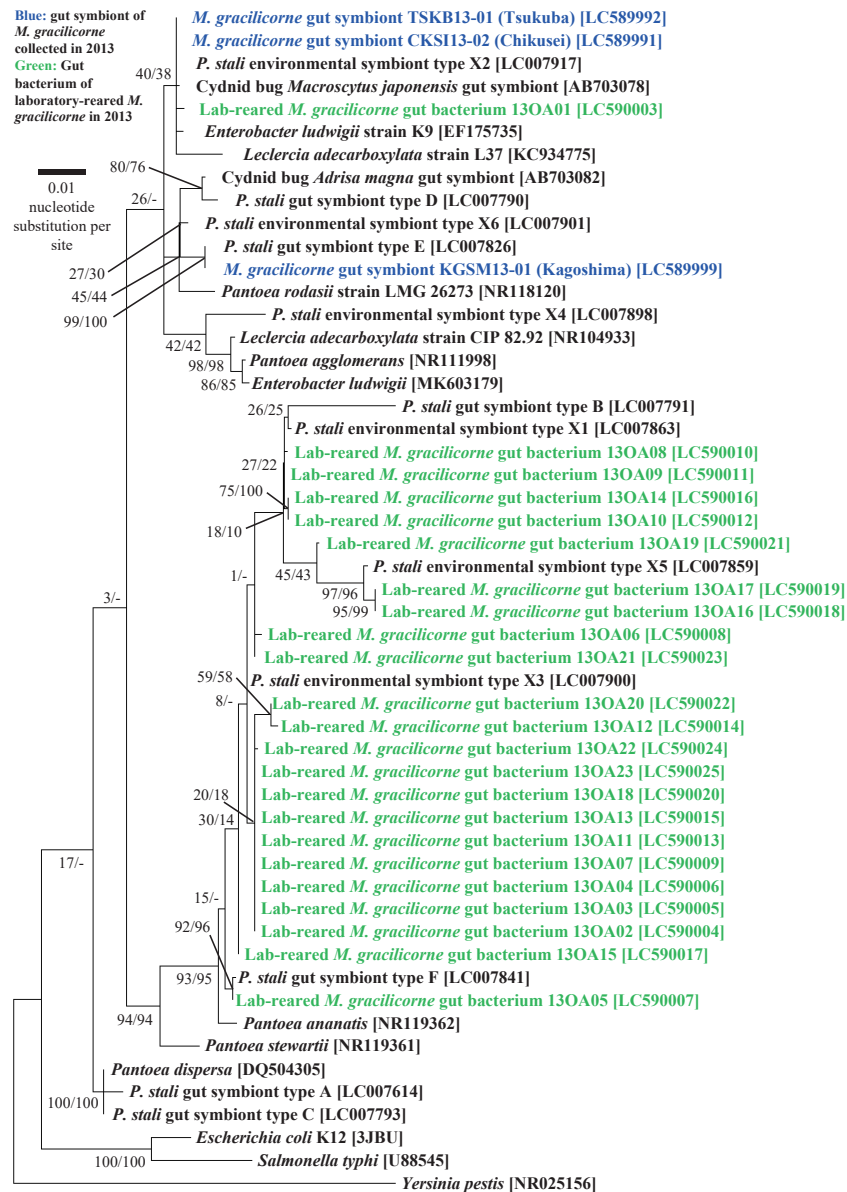 Blue: gut symbiont of
M. gracilicorne
collected in 2013
Green: Gut
bacterium of
laboratory-reared M.
gracilicorne in 2013
0.01
nucleotide
substitution per
site
M. gracilicorne gut symbiont TSKB13-01 (Tsukuba) [LC589992]
M. gracilicorne gut symbiont CKSI13-02 (Chikusei) [LC589991]
P. stali environmental symbiont type X2 [LC007917]
40/38
Cydnid bug Macroscytus japonensis gut symbiont [AB703078]
Lab-reared M. gracilicorne gut bacterium 13OA01 [LC590003]
Enterobacter ludwigii strain K9 [EF175735]
Leclercia adecarboxylata strain L37 [KC934775]
80/76
Cydnid bug Adrisa magna gut symbiont [AB703082]
26/-
P. stali gut symbiont type D [LC007790]
P. stali environmental symbiont type X6 [LC007901]
P. stali gut symbiont type E [LC007826]
27/30
M. gracilicorne gut symbiont KGSM13-01 (Kagoshima) [LC589999]
45/44
Pantoea rodasii strain LMG 26273 [NR118120]
99/100
P. stali environmental symbiont type X4 [LC007898]
Leclercia adecarboxylata strain CIP 82.92 [NR104933]
42/42
Pantoea agglomerans [NR111998]
98/98
Enterobacter ludwigii [MK603179]
86/85
P. stali gut symbiont type B [LC007791]
26/25
P. stali environmental symbiont type X1 [LC007863]
Lab-reared M. gracilicorne gut bacterium 13OA08 [LC590010]
27/22
Lab-reared M. gracilicorne gut bacterium 13OA09 [LC590011]
75/100
Lab-reared M. gracilicorne gut bacterium 13OA14 [LC590016]
Lab-reared M. gracilicorne gut bacterium 13OA10 [LC590012]
18/10
Lab-reared M. gracilicorne gut bacterium 13OA19 [LC590021]
P. stali environmental symbiont type X5 [LC007859]
1/-
45/43
Lab-reared M. gracilicorne gut bacterium 13OA17 [LC590019]
97/96
3/-
Lab-reared M. gracilicorne gut bacterium 13OA16 [LC590018]
95/99
Lab-reared M. gracilicorne gut bacterium 13OA06 [LC590008]
Lab-reared M. gracilicorne gut bacterium 13OA21 [LC590023]
59/58
P. stali environmental symbiont type X3 [LC007900]
8/-
Lab-reared M. gracilicorne gut bacterium 13OA20 [LC590022]
Lab-reared M. gracilicorne gut bacterium 13OA12 [LC590014]
Lab-reared M. gracilicorne gut bacterium 13OA22 [LC590024]
Lab-reared M. gracilicorne gut bacterium 13OA23 [LC590025]
20/18
Lab-reared M. gracilicorne gut bacterium 13OA18 [LC590020]
30/14
Lab-reared M. gracilicorne gut bacterium 13OA13 [LC590015]
Lab-reared M. gracilicorne gut bacterium 13OA11 [LC590013]
17/-
Lab-reared M. gracilicorne gut bacterium 13OA07 [LC590009]
Lab-reared M. gracilicorne gut bacterium 13OA04 [LC590006]
15/-
Lab-reared M. gracilicorne gut bacterium 13OA03 [LC590005]
92/96
Lab-reared M. gracilicorne gut bacterium 13OA02 [LC590004]
Lab-reared M. gracilicorne gut bacterium 13OA15 [LC590017]
93/95
P. stali gut symbiont type F [LC007841]
Lab-reared M. gracilicorne gut bacterium 13OA05 [LC590007]
94/94
Pantoea ananatis [NR119362]
Pantoea stewartii [NR119361]
Pantoea dispersa [DQ504305]
P. stali gut symbiont type A [LC007614]
100/100
P. stali gut symbiont type C [LC007793]
Escherichia coli K12 [3JBU]
100/100
Salmonella typhi [U88545]
Yersinia pestis [NR025156]